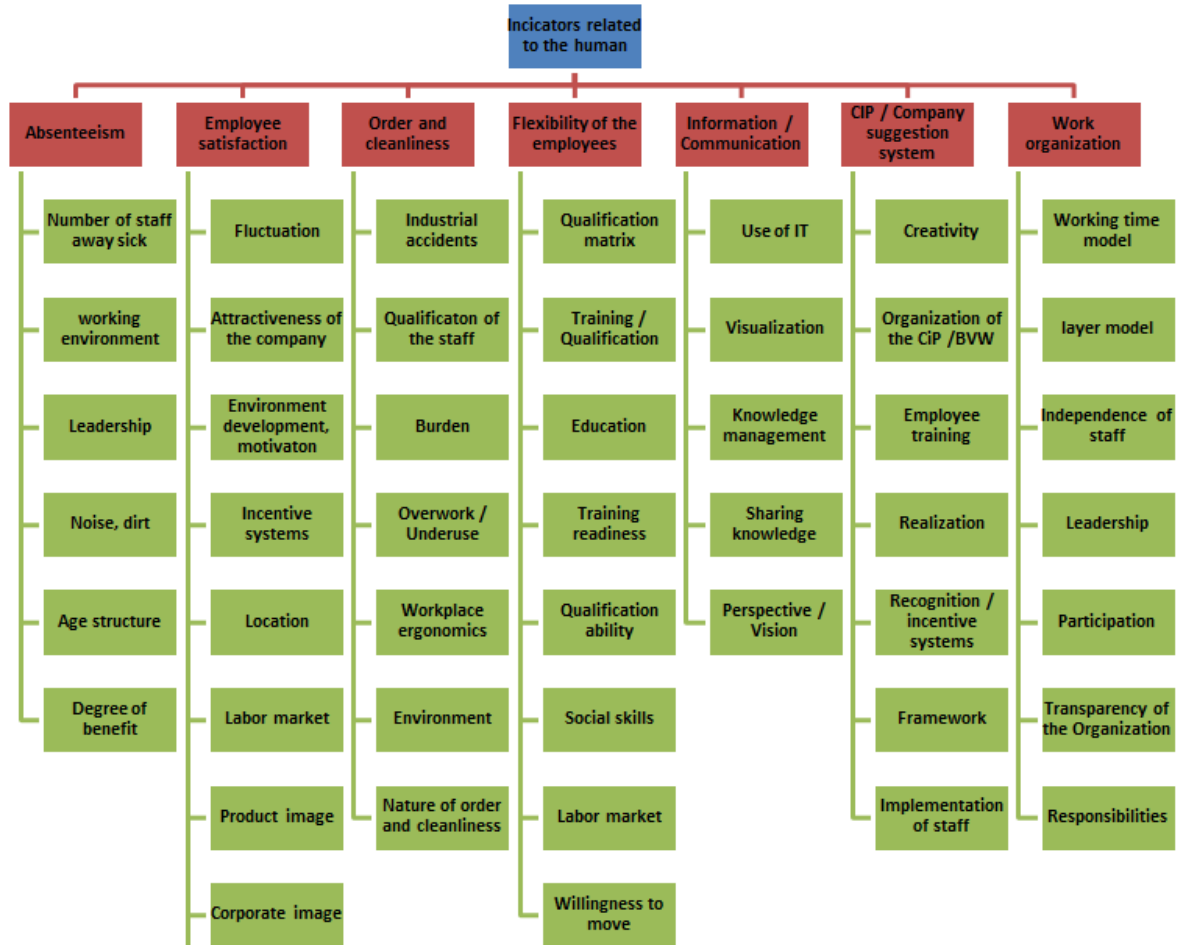 Incicators related
to the human
Absenteeism
Number of staff
away sick
working
environment
Leadership
Noise, dirt
Age structure
Degree of
benefit
Employee
satisfaction
Fluctuation
Attractiveness of
the company
Environment
development,
motivaton
Incentive
systems
Location
Labor market
Product image
Corporate image
Order and
cleanliness
Industrial
accidents
Qualificaton of
the staff
Burden
Overwork /
Underuse
Workplace
ergonomics
Environment
Nature of order
and cleanliness
Flexibility of the
employees
Qualification
matrix
Training /
Qualification
Education
Training
readiness
Qualification
ability
Social skills
Labor market
Willingness to
move
Information /
Communication
Use of IT
Visualization
Knowledge
management
Sharing
knowledge
Perspective /
Vision
CIP / Company
suggestion
system
Creativity
Organization of
the CiP /BVW
Employee
training
Realization
Recognition /
incentive
systems
Framework
Implementation
of staff
Work
organization
Working time
model
layer model
Independence of
staff
Leadership
Participation
Transparency of
the Organization
Responsibilities